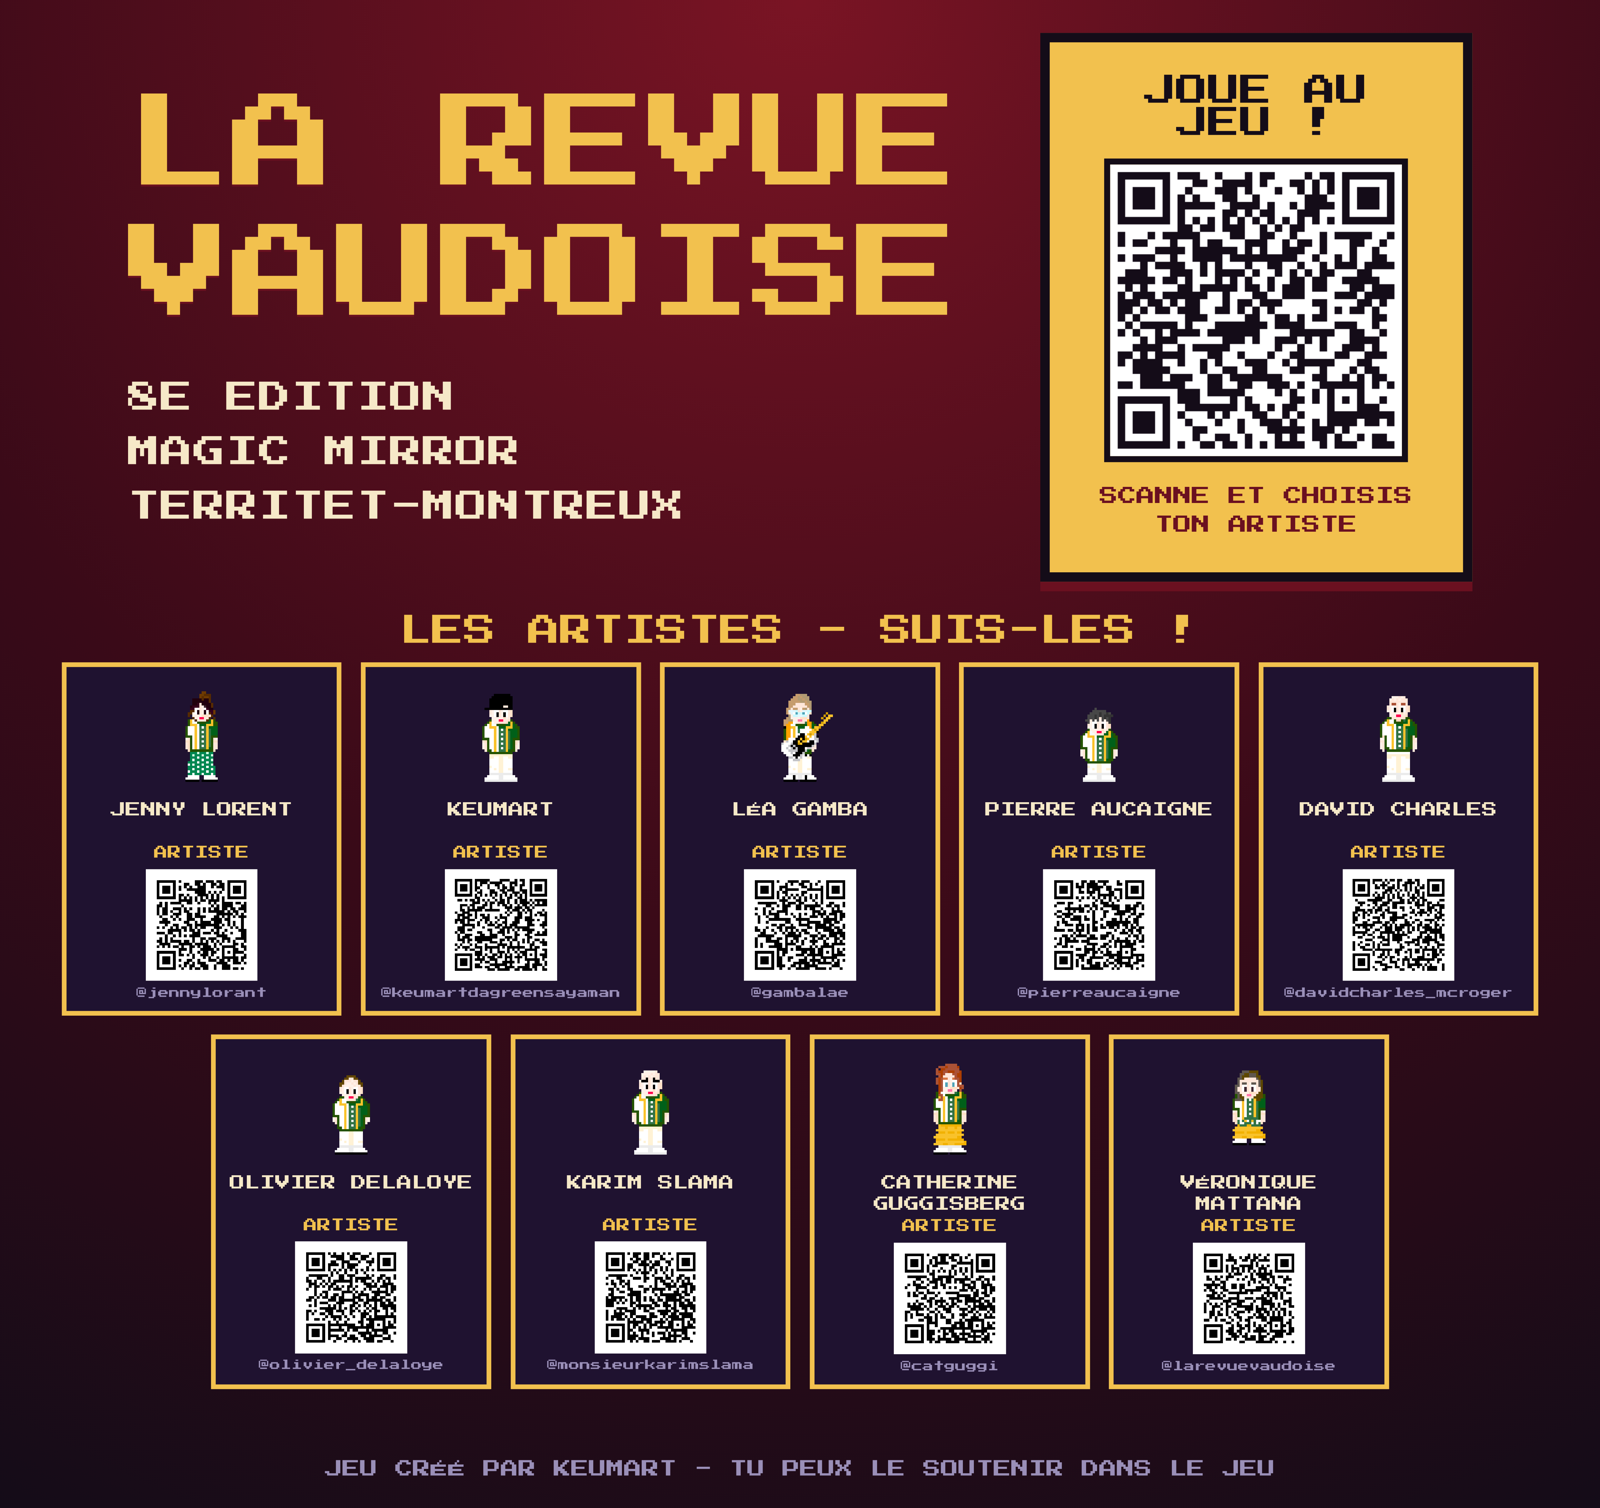 LA REVUE
VAUDOISE
8E EDITION
MAGIC MIRROR
TERRITET-MONTREUX
JOUE AU
JEU !
SCANNE ET CHOISIS
TON ARTISTE
LES ARTISTES - SUIS-LES !
JENNY LORENT
ARTISTE
@jennylorant
KEUMART
ARTISTE
@keumartdagreensayaman
LéA GAMBA
ARTISTE
@gambalae
PIERRE AUCAIGNE
ARTISTE
@pierreaucaigne
DAVID CHARLES
ARTISTE
@davidcharles_mcroger
OLIVIER DELALOYE
ARTISTE
@olivier_delaloye
KARIM SLAMA
ARTISTE
@monsieurkarimslama
CATHERINE
GUGGISBERG
ARTISTE
@catguggi
VéRONIQUE
MATTANA
ARTISTE
@larevuevaudoise
JEU CRéé PAR KEUMART - TU PEUX LE SOUTENIR DANS LE JEU